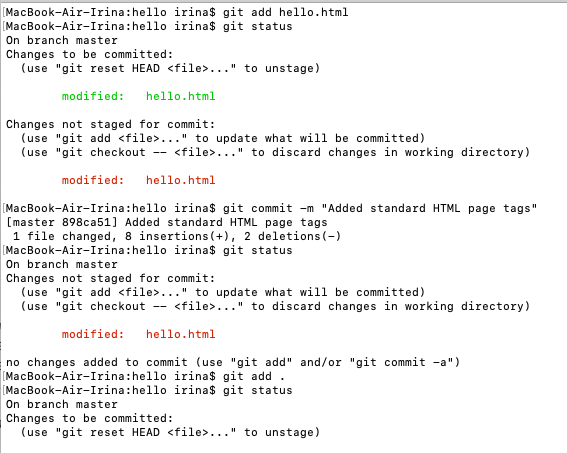 [MacBook-Air-Irina:hello irina$ git add hello.html
[MacBook-Air-Irina:hello irina$ git status
On branch master
Changes to be committed:
  (use "git reset HEAD <file>..." to unstage)

        modified:   hello.html

Changes not staged for commit:
  (use "git add <file>..." to update what will be committed)
  (use "git checkout -- <file>..." to discard changes in working directory)

        modified:   hello.html

[MacBook-Air-Irina:hello irina$ git commit -m "Added standard HTML page tags"
[master 898ca51] Added standard HTML page tags
 1 file changed, 8 insertions(+), 2 deletions(-)
[MacBook-Air-Irina:hello irina$ git status
On branch master
Changes not staged for commit:
  (use "git add <file>..." to update what will be committed)
  (use "git checkout -- <file>..." to discard changes in working directory)

        modified:   hello.html

no changes added to commit (use "git add" and/or "git commit -a")
[MacBook-Air-Irina:hello irina$ git add .
[MacBook-Air-Irina:hello irina$ git status
On branch master
Changes to be committed:
  (use "git reset HEAD <file>..." to unstage)